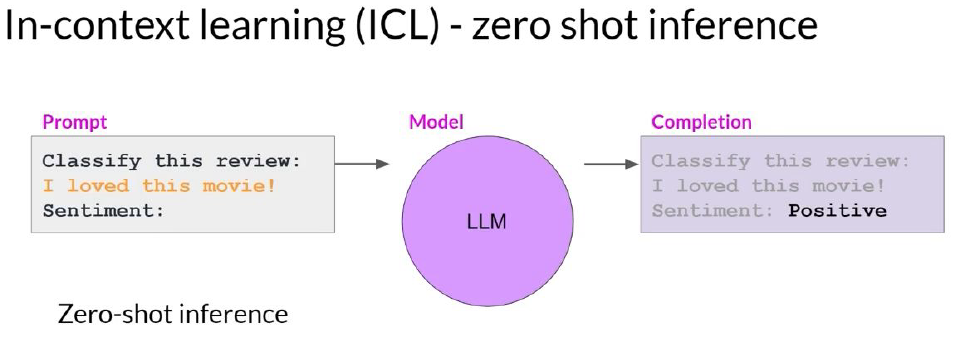 In-context learning (ICL) - zero shot inference
Prompt
Classify this review:
I loved this movie!
Sentiment:
Model
LLM
Completion
Classify this review:
I loved this movie!
Sentiment: Positive
Zero-shot inference